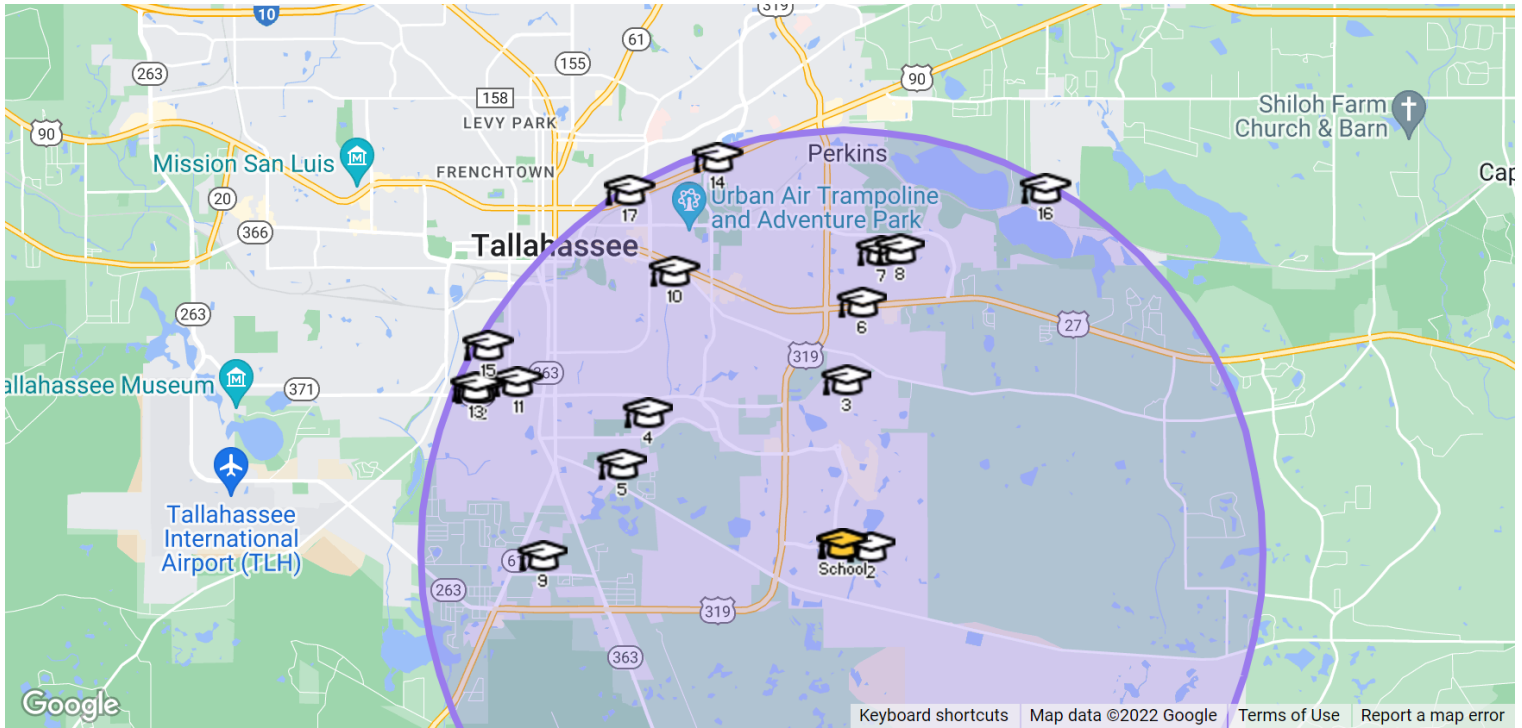 319
10
61
155
263
90
158
90
LEVY PARK
Shiloh Farm
Church & Barn
Perkins
Mission San Luis
FRENCHTOWN
14
Cap
20
17
Urban Air Trampoline
and Adventure Park
16
366
Tallahassee
7
8
10
263
6
27
319
15
263
allahassee Museum
371
13
11
3
4
5
Tallahassee
International
Airport (TLH)
9
School
2
263
319
363
Google
Keyboard shortcuts
Map data ©2022 Google
Terms of Use
Report a map error